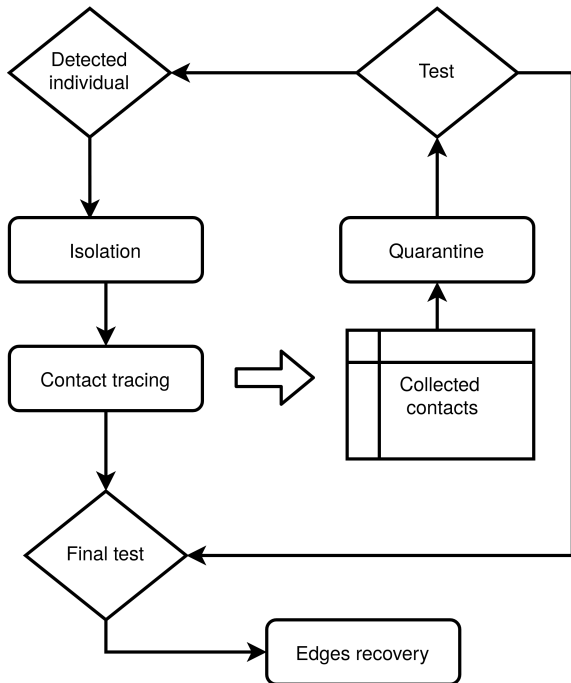 Detected
individual
Test
Isolation
Quarantine
Contact tracing
Collected
contacts
Final test
Edges recovery